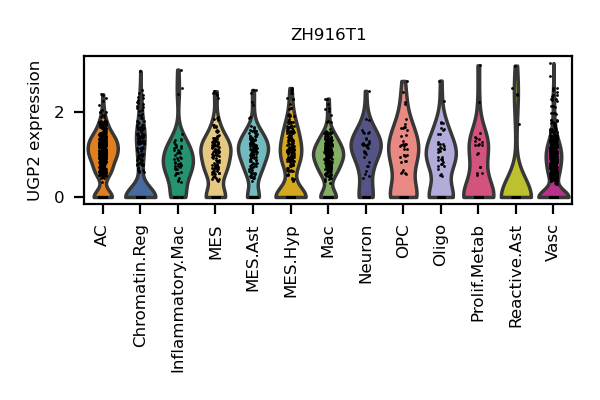 ZH916T1
UGP2 expression
2
0
AC
Chromatin.Reg
Inflammatory.Mac
MES
MES.Ast
MES.Hyp
Mac
Neuron
OPC
Oligo
Prolif.Metab
Reactive.Ast
Vasc